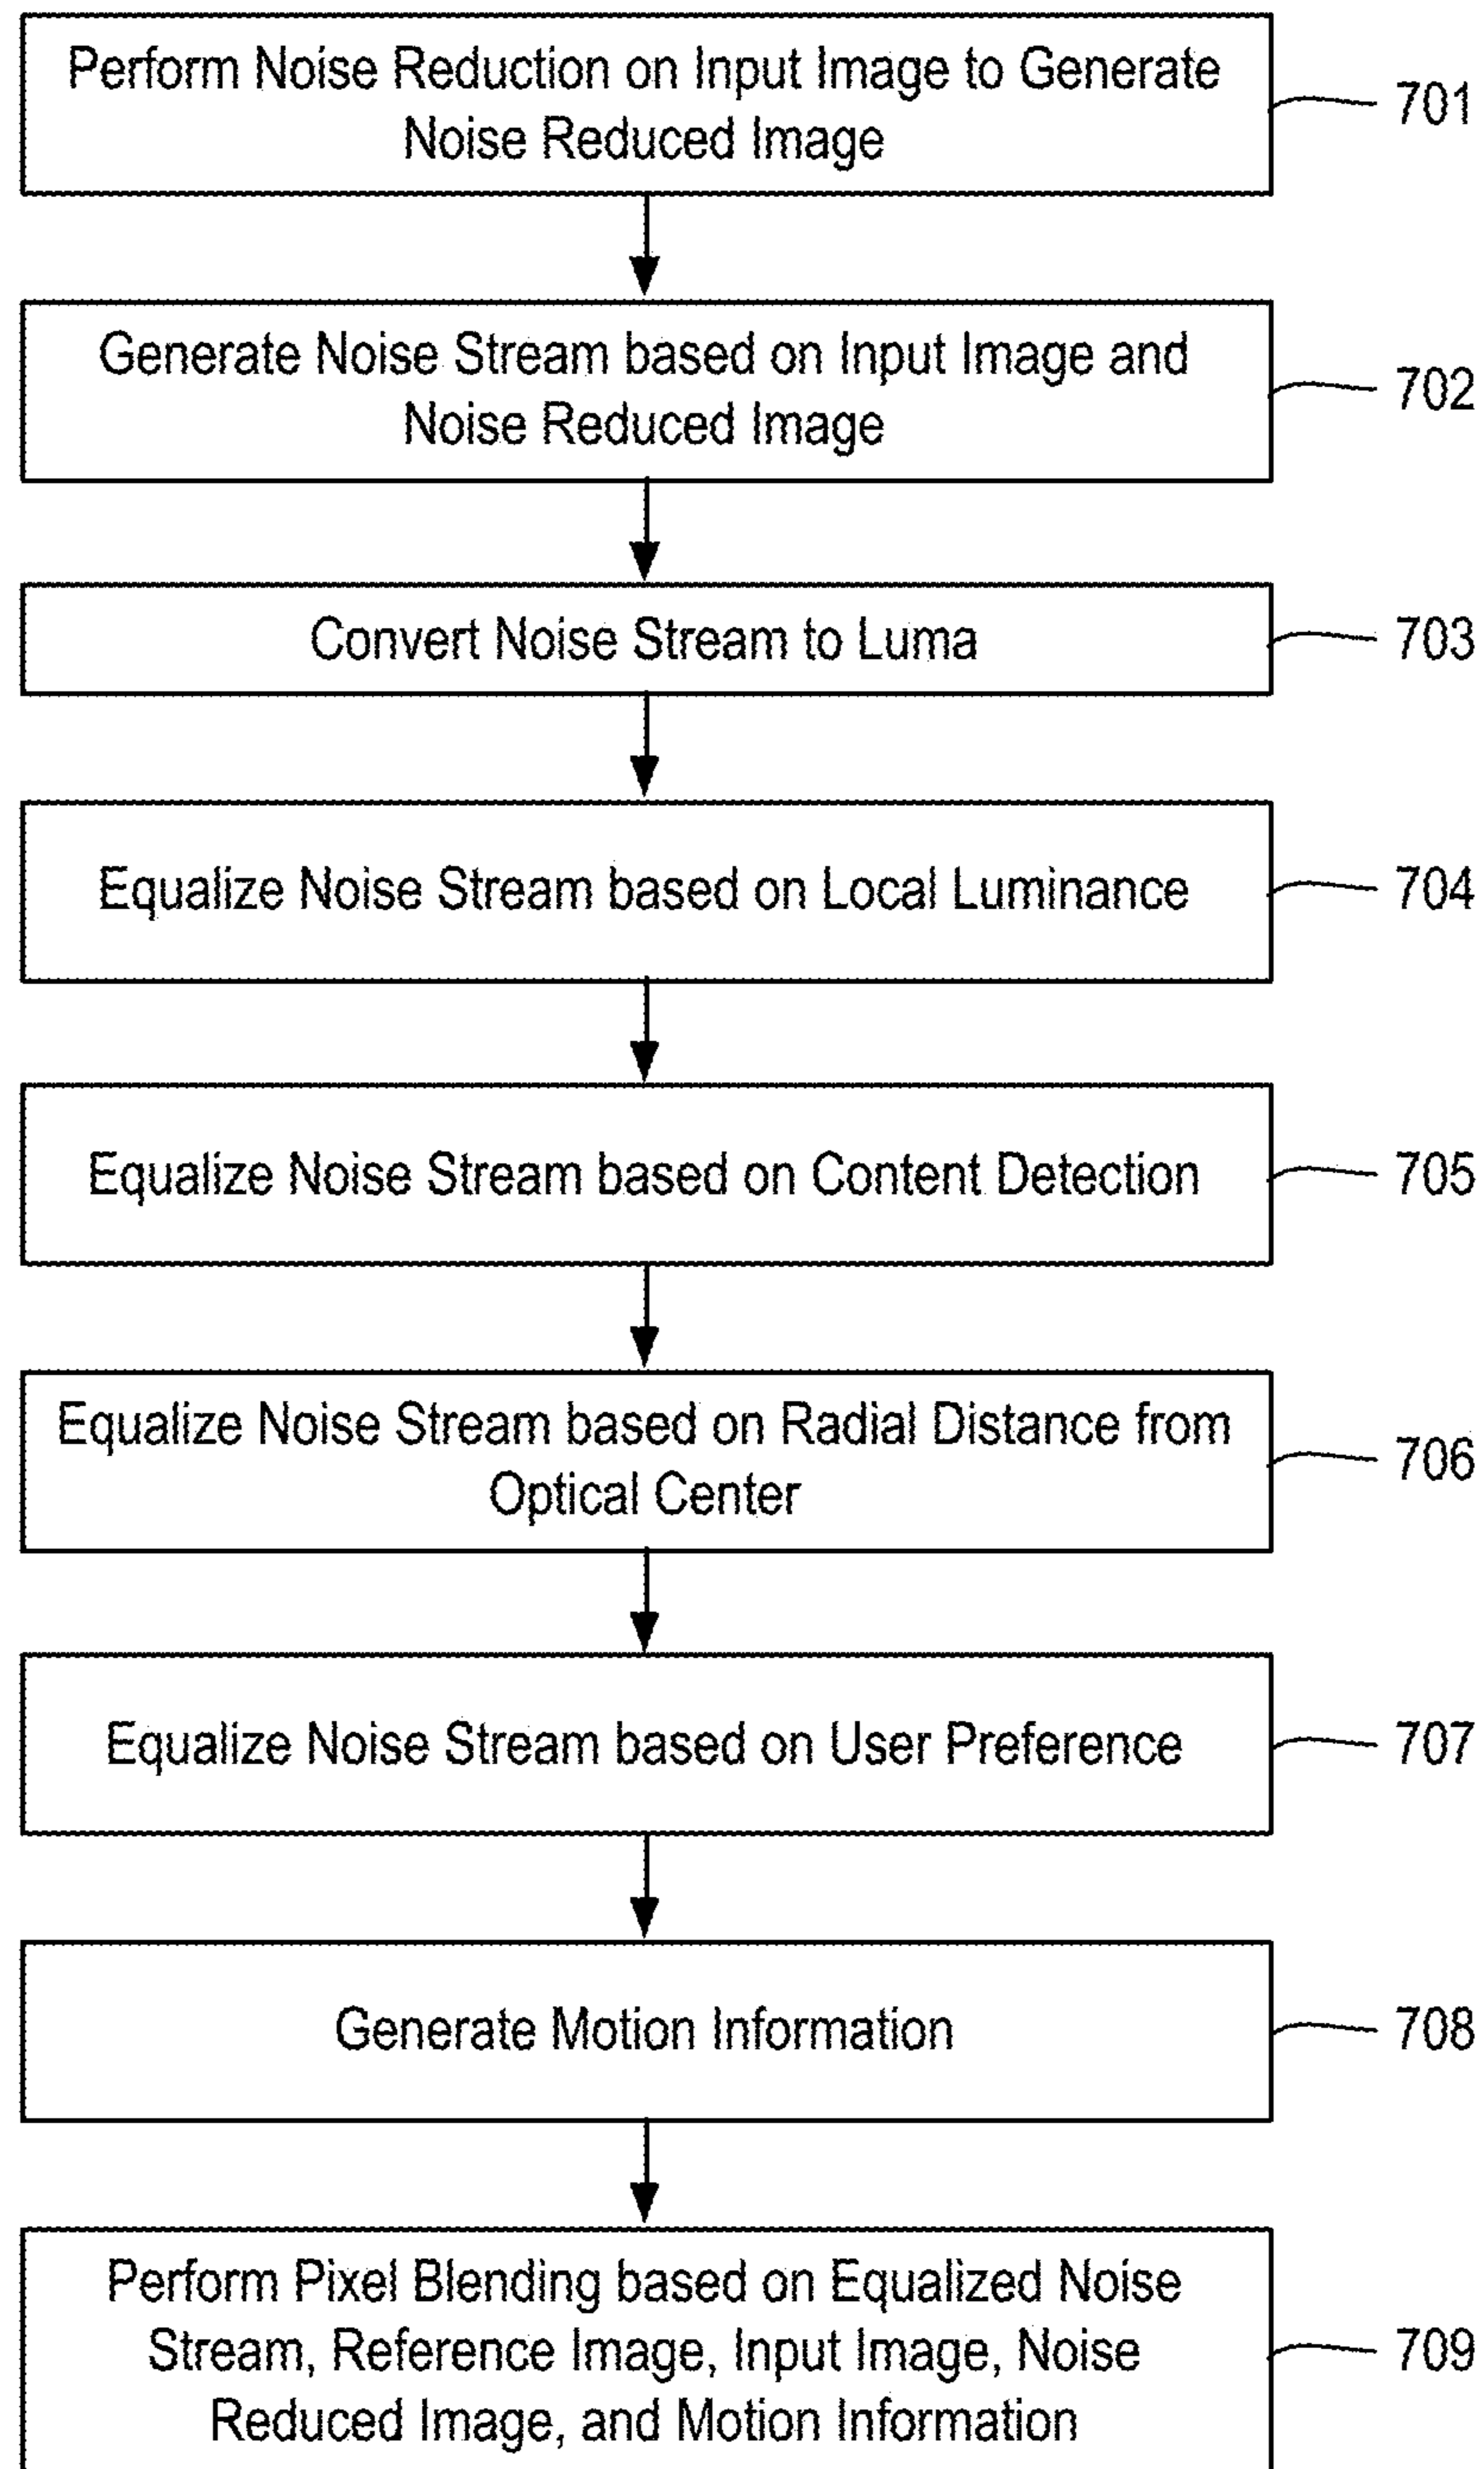 Perform Noise Reduction on Input Image to Generate
Noise Reduced Image
701
Generate Noise Stream based on Input Image and
Noise Reduced Image
702
Convert Noise Stream to Luma
703
Equalize Noise Stream based on Local Luminance
704
Equalize Noise Stream based on Content Detection
705
Equalize Noise Stream based on Radial Distance from
Optical Center
706
Equalize Noise Stream based on User Preference
707
Generate Motion Information
708
Perform Pixel Blending based on Equalized Noise
Stream, Reference Image, Input Image, Noise
Reduced Image, and Motion Information
709